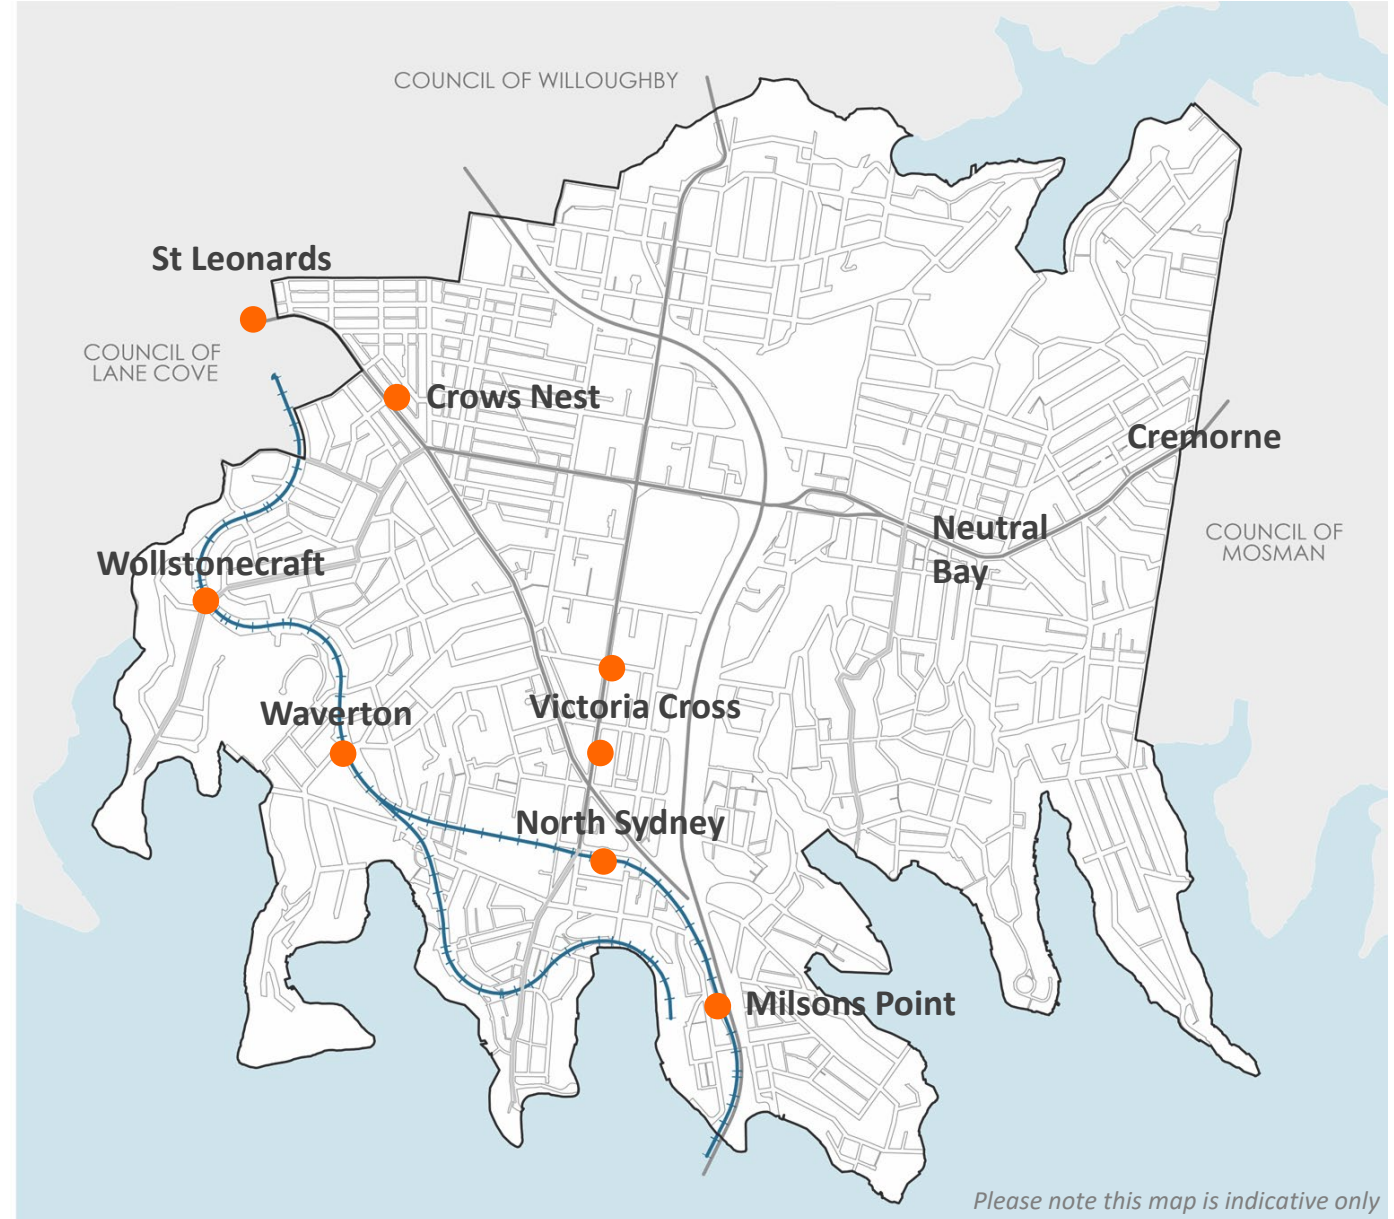 COUNCIL OF WILLOUGHBY
St Leonards
COUNCIL OF
LANE COVE
Crows Nest
Cremorne
Neutral
Bay
COUNCIL OF
MOSMAN
Wollstonecraft
Waverton
Victoria Cross
North Sydney
Milsons Point
Please note this map is indicative only